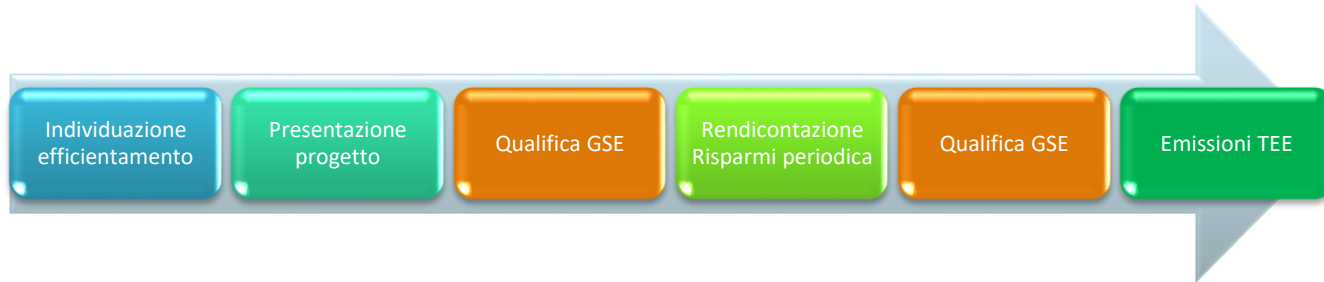 Individuazione
efficientamento
Presentazione
progetto
Qualifica GSE
Rendicontazione
Risparmi periodica
Qualifica GSE
Emissioni TEE